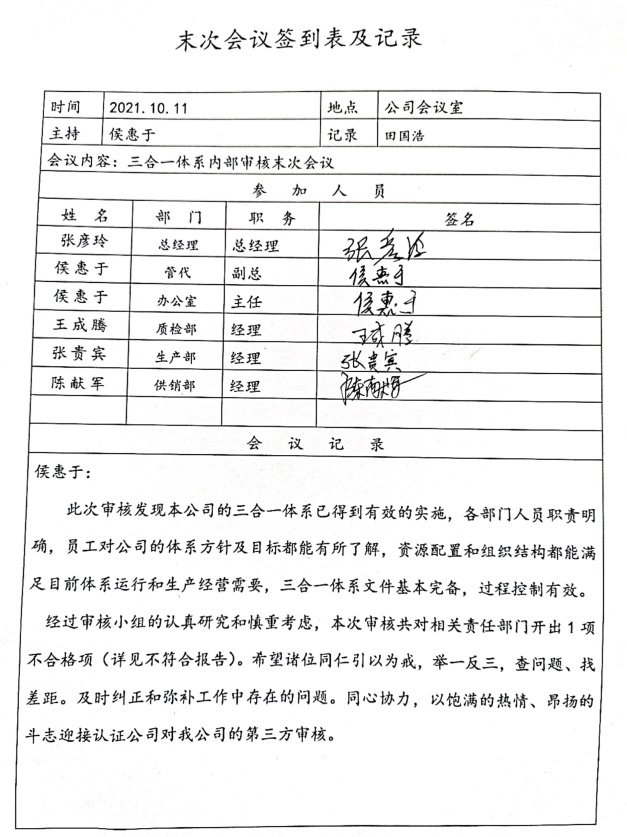 末次会议签到表及记录
时间 2021.10.11 地点 公司会议室
主持 侯惠于 记录 田国浩
会议内容：三合一体系内部审核末次会议
参加人员
姓名 部门 职务 签名
张彦玲 总经理 总经理 张彦玲
侯惠于 管代 副总 侯惠于
侯惠于 办公室 主任 侯惠于
王成腾 质检部 经理 王成腾
张贵宾 生产部 经理 张贵宾
陈献军 供销部 经理 陈献军
会议记录
侯惠于：
此次审核发现本公司的三合一体系已得到有效的实施，各部门人员职责明
确，员工对公司的体系方针及目标都能有所了解，资源配置和组织结构都能满
足目前体系运行和生产经营需要，三合一体系文件基本完备，过程控制有效。
经过审核小组的认真研究和慎重考虑，本次审核共对相关责任部门开出1项
不合格项（详见不符合报告）。希望诸位同仁引以为戒，举一反三，查问题、找
差距。及时纠正和弥补工作中存在的问题。同心协力，以饱满的热情、昂扬的
斗志迎接认证公司对我公司的第三方审核。